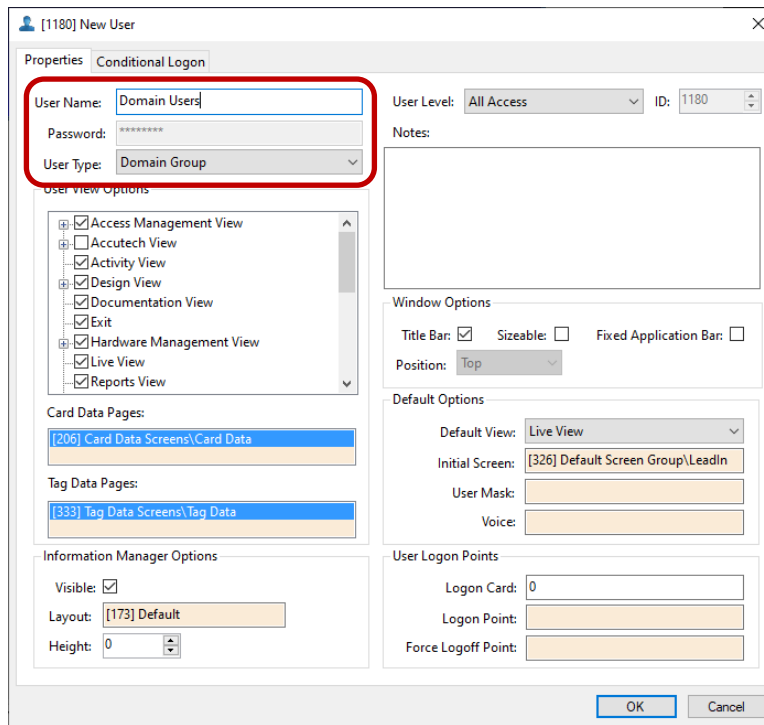 [1180] New User
Properties
Conditional Logon
User Name: Domain Users
Password: ********
User Type: Domain Group
User View Options
Access Management View
Accutech View
Activity View
Design View
Documentation View
Exit
Hardware Management View
Live View
Reports View
Card Data Pages:
[206] Card Data Screens\Card Data
Tag Data Pages:
[333] Tag Data Screens\Tag Data
Information Manager Options
Visible:
Layout: [173] Default
Height: 0
User Level: All Access ID: 1180
Notes:
Window Options
Title Bar: Sizeable: Fixed Application Bar:
Position: Top
Default Options
Default View: Live View
Initial Screen: [326] Default Screen Group\LeadIn
User Mask:
Voice:
User Logon Points
Logon Card: 0
Logon Point:
Force Logoff Point:
OK Cancel